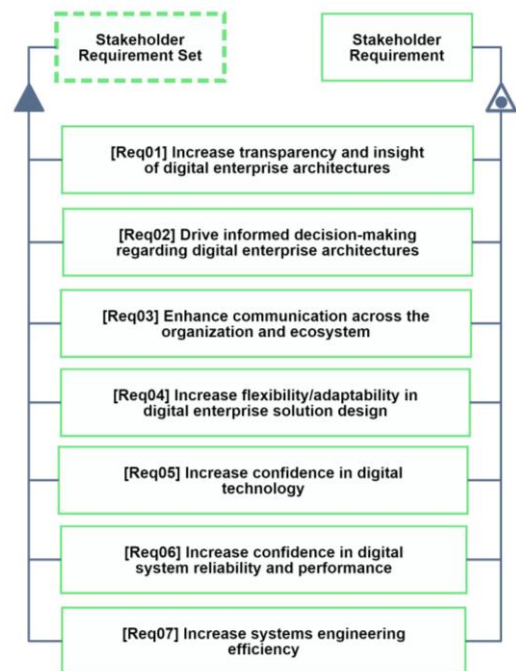 Stakeholder
Requirement Set
Stakeholder
Requirement
[Req01] Increase transparency and insight
of digital enterprise architectures
[Req02] Drive informed decision-making
regarding digital enterprise architectures
[Req03] Enhance communication across the
organization and ecosystem
[Req04] Increase flexibility/adaptability in
digital enterprise solution design
[Req05] Increase confidence in digital
technology
[Req06] Increase confidence in digital
system reliability and performance
[Req07] Increase systems engineering
efficiency